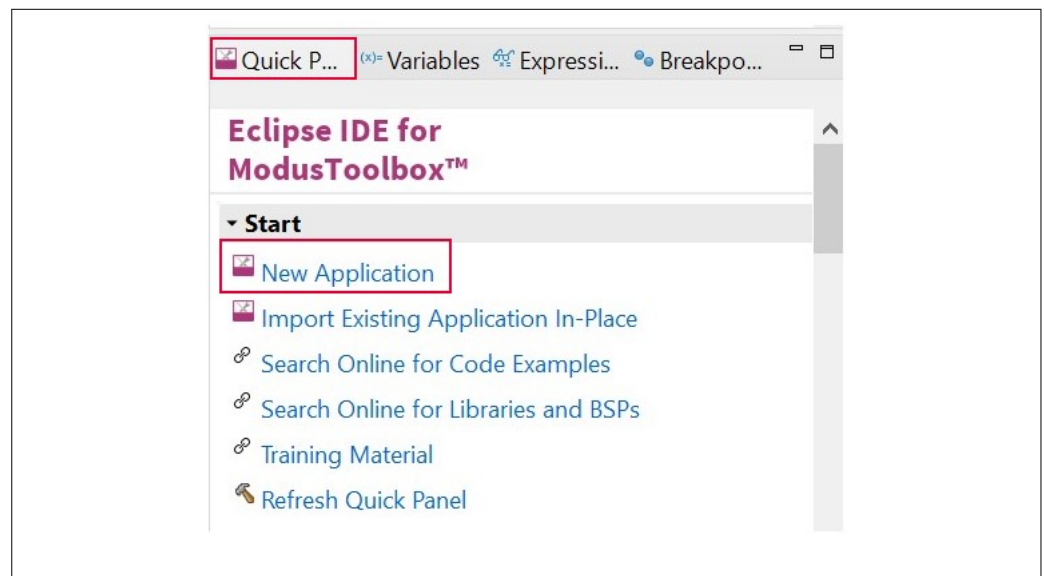 Quick P... (x)= Variables Expressi... Breakpo...
Eclipse IDE for
ModusToolbox™
Start
New Application
Import Existing Application In-Place
Search Online for Code Examples
Search Online for Libraries and BSPs
Training Material
Refresh Quick Panel